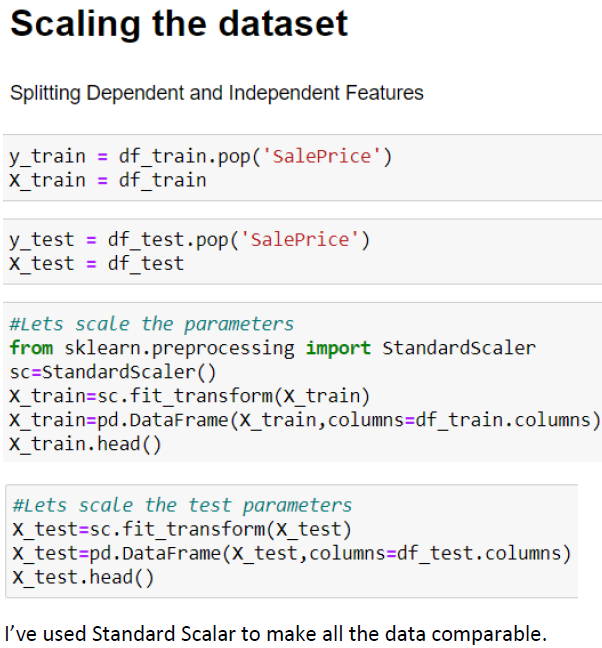 Scaling the dataset
Splitting Dependent and Independent Features
y_train = df_train.pop('SalePrice')
X_train = df_train
y_test = df_test.pop('SalePrice')
X_test = df_test
#Lets scale the parameters
from sklearn.preprocessing import StandardScaler
sc=StandardScaler()
X_train=sc.fit_transform(X_train)
X_train=pd.DataFrame(X_train,columns=df_train.columns)
X_train.head()
#Lets scale the test parameters
X_test=sc.fit_transform(X_test)
X_test=pd.DataFrame(X_test,columns=df_test.columns)
X_test.head()
I’ve used Standard Scalar to make all the data comparable.